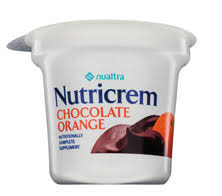 nualtra
Nutricrem
CHOCOLATE
ORANGE
NUTRITIONALLY
COMPLETE
SUPPLEMENT